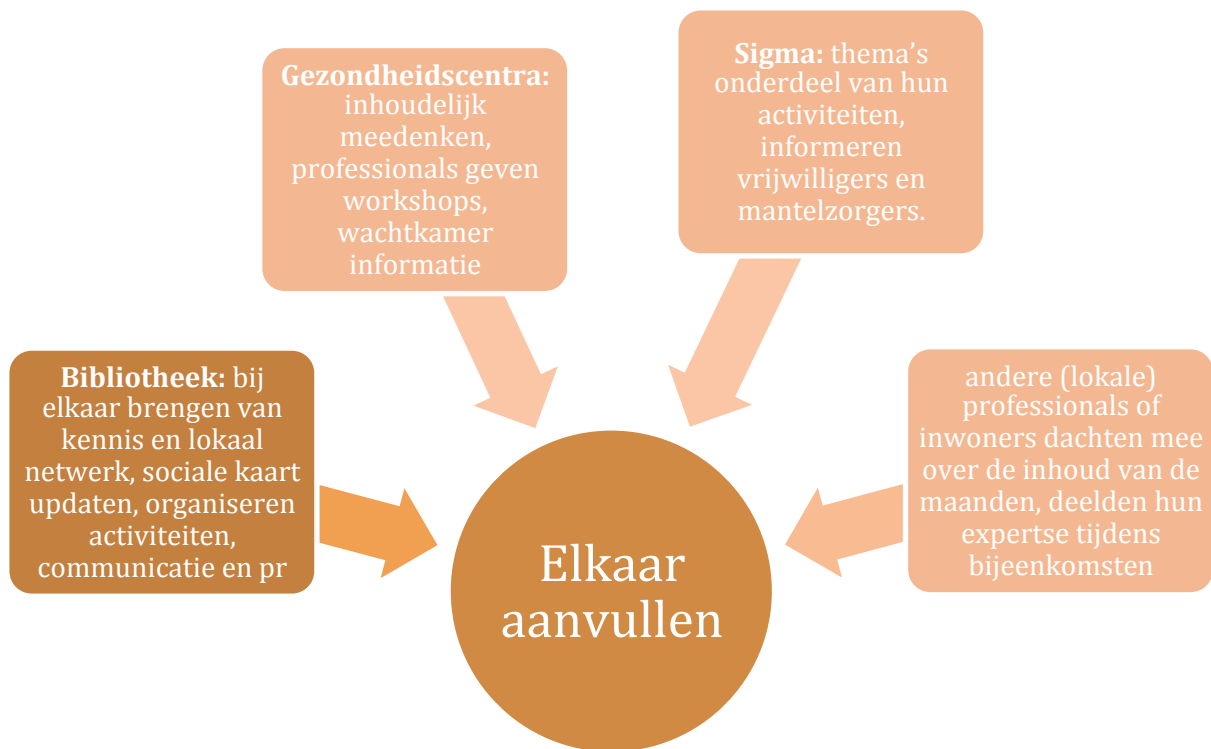 Gezondheidscentra:
inhoudelijk
meedenken,
professionals geven
workshops,
wachtkamer
informatie
Sigma: thema’s
onderdeel van hun
activiteiten,
informeren
vrijwilligers en
mantelzorgers.
Bibliotheek: bij
elkaar brengen van
kennis en lokaal
netwerk, sociale kaart
updaten, organiseren
activiteiten,
communicatie en pr
andere (lokale)
professionals of
inwoners dachten mee
over de inhoud van de
maanden, deelden hun
expertse tijdens
bijeenkomsten
Elkaar
aanvullen